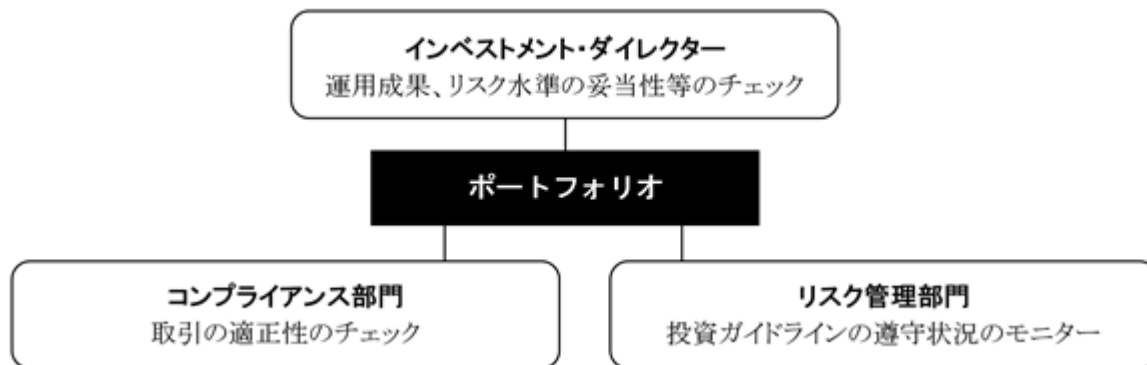 インベストメント・ダイレクター
運用成果、リスク水準の妥当性等のチェック
ポートフォリオ
コンプライアンス部門
取引の適正性のチェック
リスク管理部門
投資ガイドラインの遵守状況のモニター